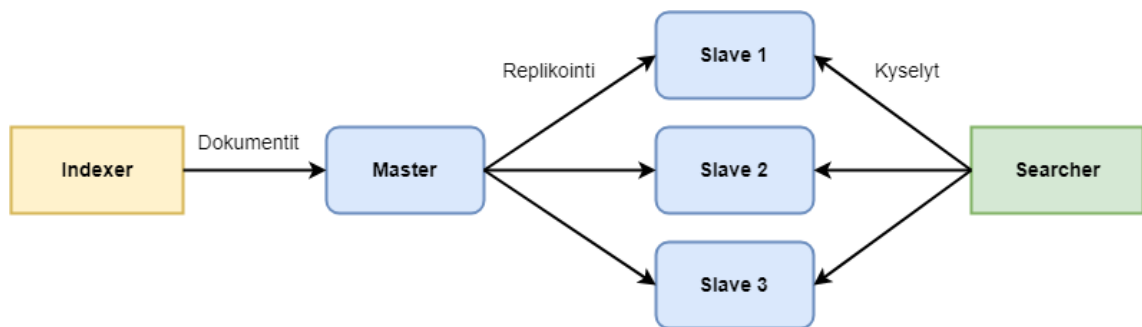 Indexer
Dokumentit
Master
Replikointi
Slave 1
Slave 2
Slave 3
Kyselyt
Searcher